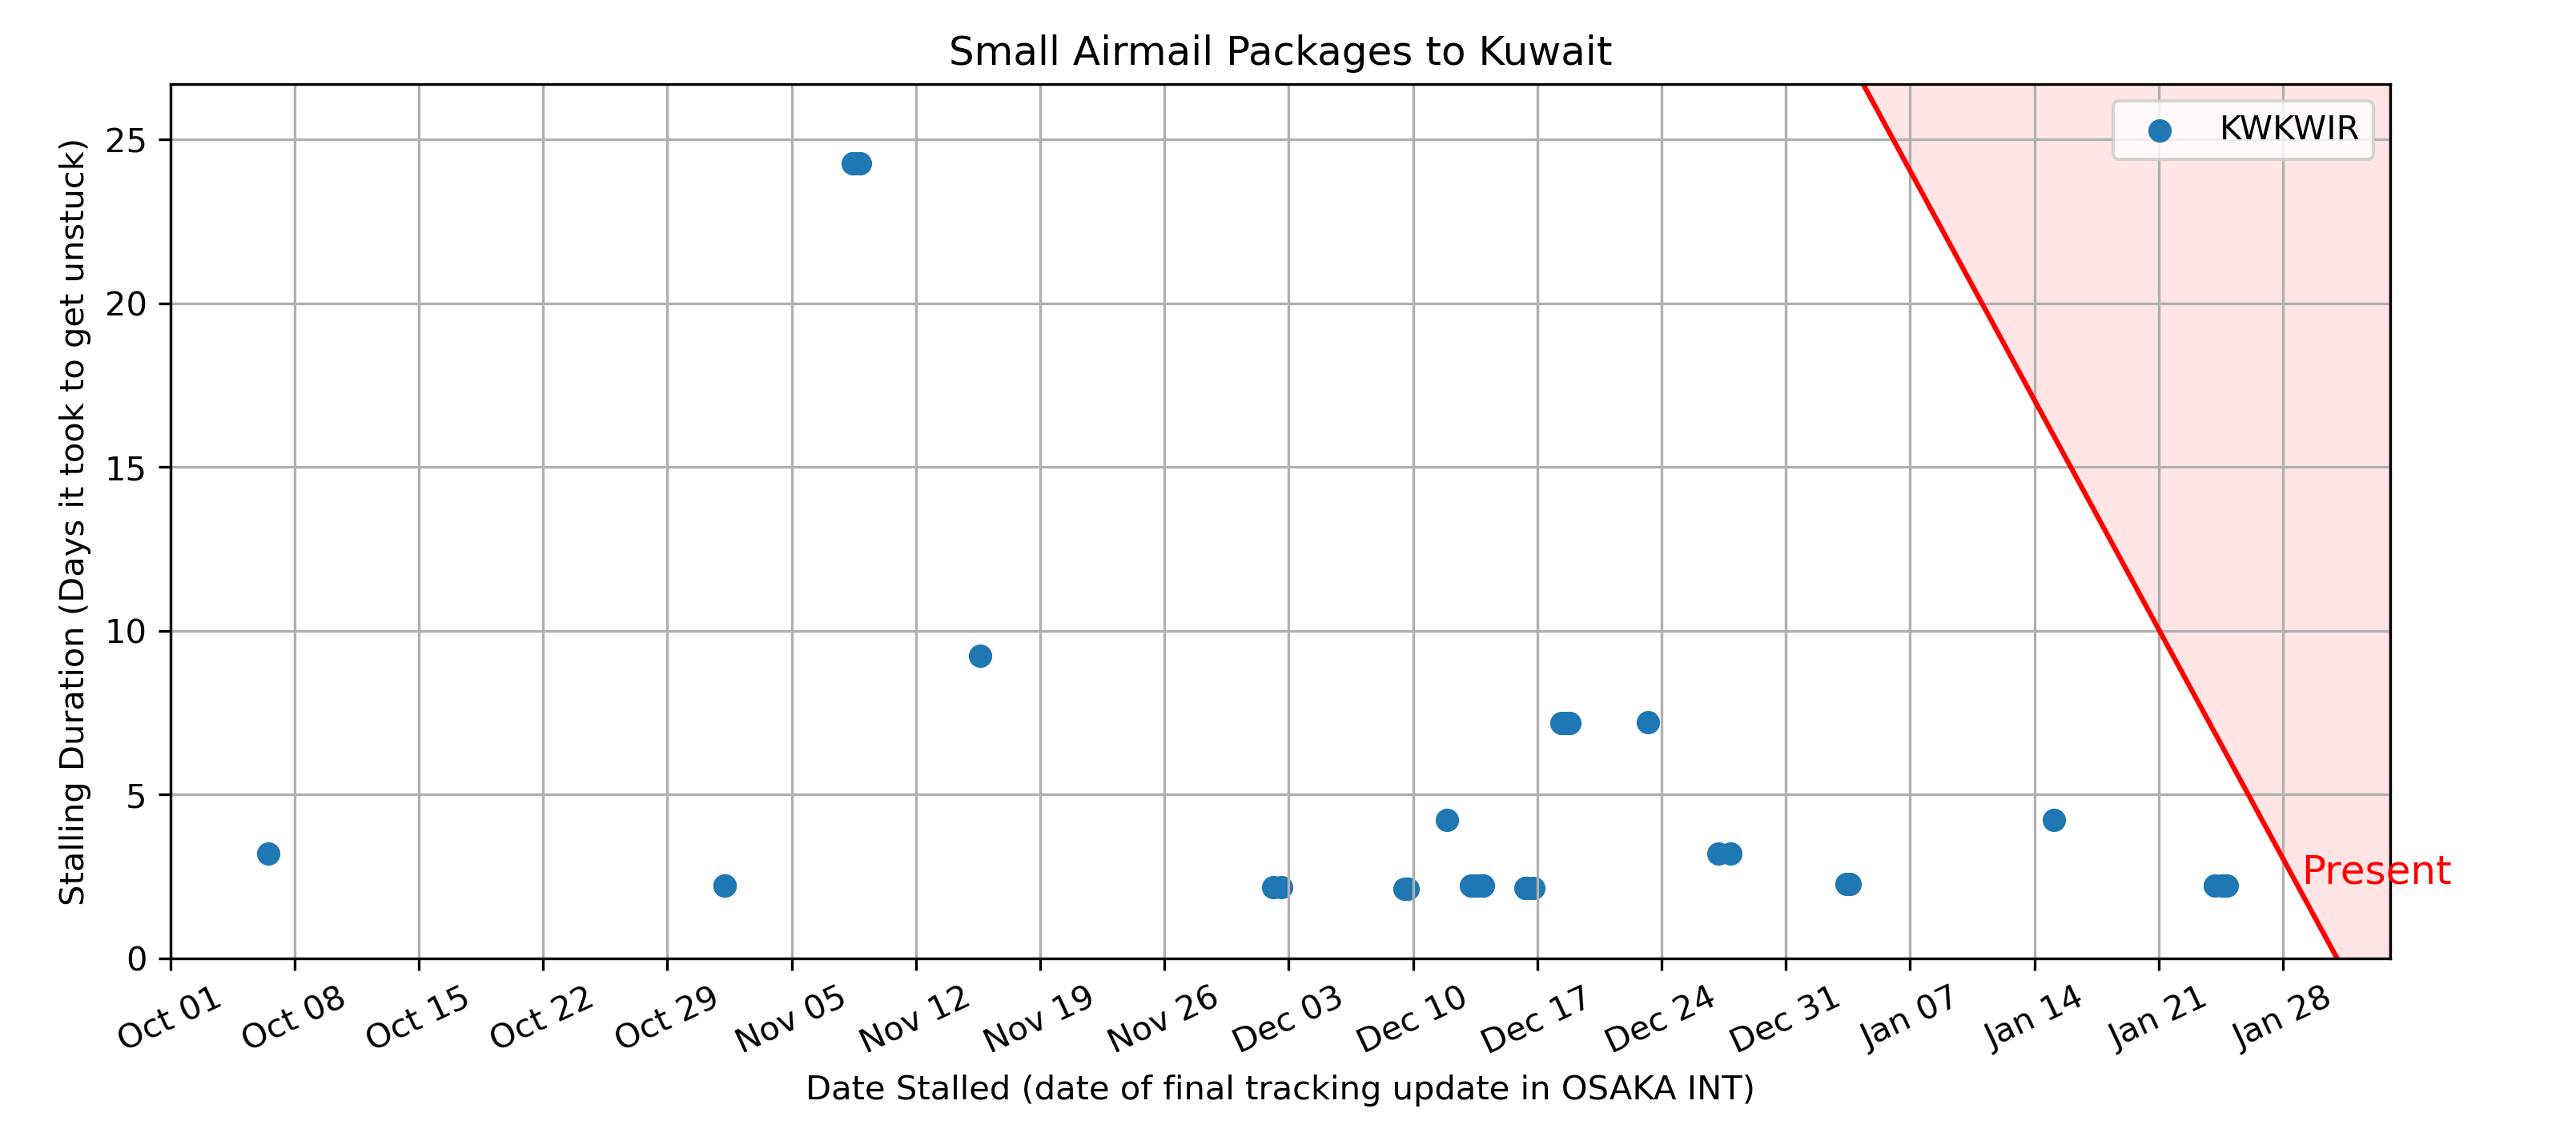 Small Airmail Packages to Kuwait
KWKWIR
Stalling Duration (Days it took to get unstuck)
25
20
15
10
5
0
Present
Oct 01
Oct 08
Oct 15
Oct 22
Oct 29
Nov 05
Nov 12
Nov 19
Nov 26
Dec 03
Dec 10
Dec 17
Dec 24
Dec 31
Jan 07
Jan 14
Jan 21
Jan 28
Date Stalled (date of final tracking update in OSAKA INT)